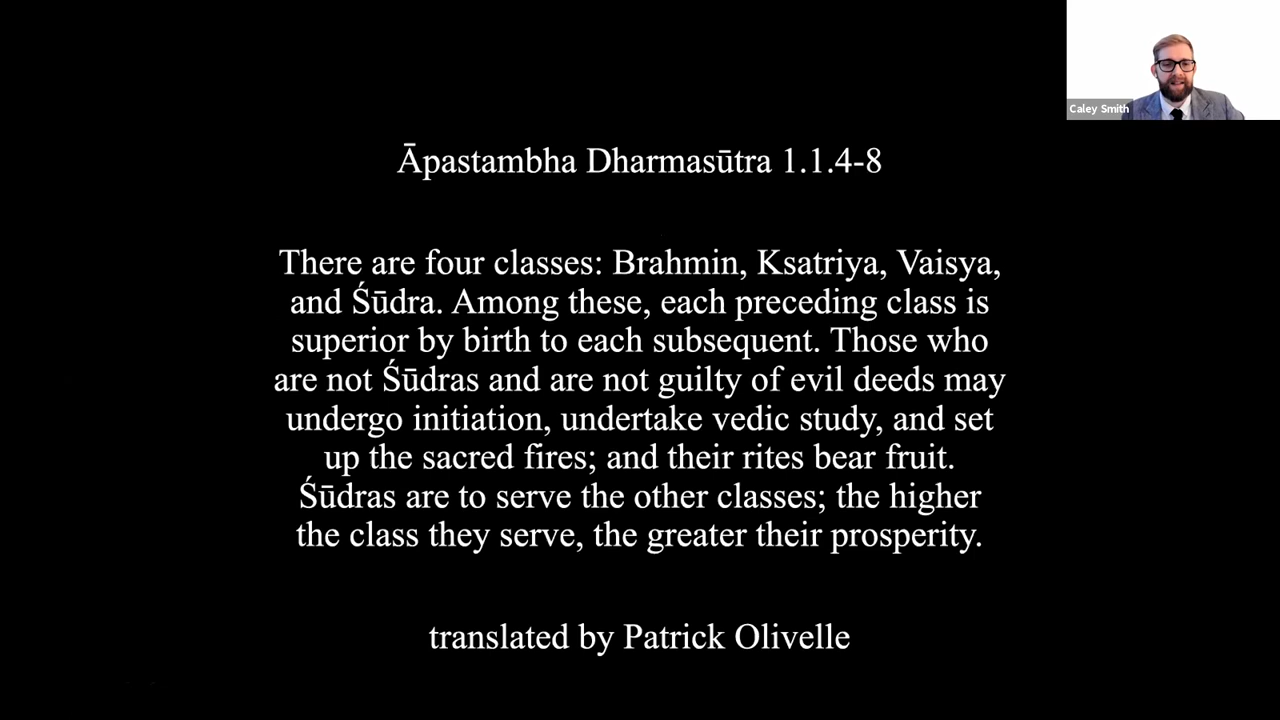 Caley Smith
Āpastambha Dharmasūtra 1.1.4-8
There are four classes: Brahmin, Ksatriya, Vaisya,
and Śūdra. Among these, each preceding class is
superior by birth to each subsequent. Those who
are not Śūdras and are not guilty of evil deeds may
undergo initiation, undertake vedic study, and set
up the sacred fires; and their rites bear fruit.
Śūdras are to serve the other classes; the higher
the class they serve, the greater their prosperity.
translated by Patrick Olivelle